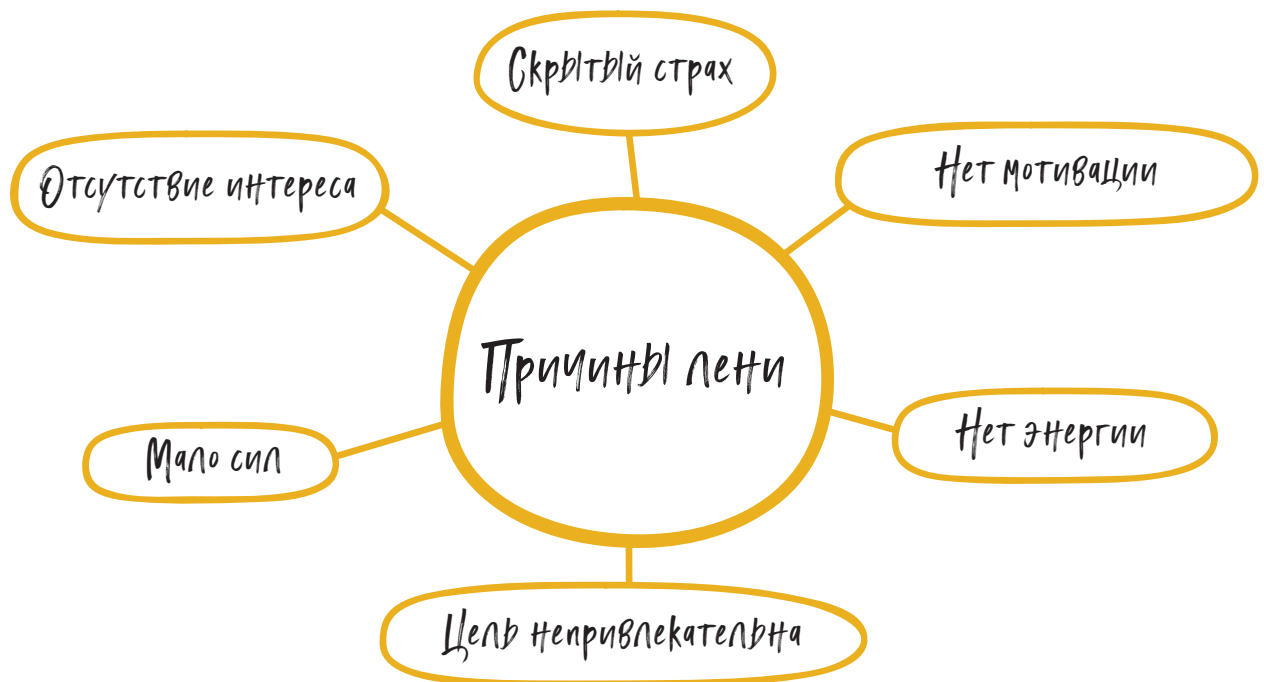 Скрытый страх
Отсутствие интереса
Нет мотивации
Причины лени
Мало сил
Нет энергии
Цель непривлекательна